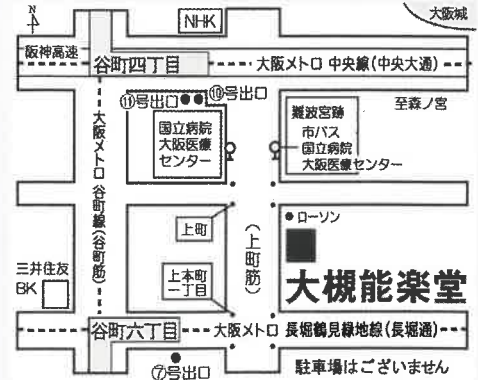 N
NHK
大阪城
阪神高速
谷町四丁目
大阪メトロ 中央線(中央大通)
⑪号出口
⑩号出口
至森ノ宮
国立病院
大阪医療
センター
難波宮跡
市バス
国立病院
大阪医療センター
大阪メトロ 谷町線(谷町筋)
上町
(上町筋)
ローソン
三井住友
BK
上本町
一丁目
大槻能楽堂
谷町六丁目
大阪メトロ 長堀鶴見緑地線(長堀通)
⑦号出口
駐車場はございません